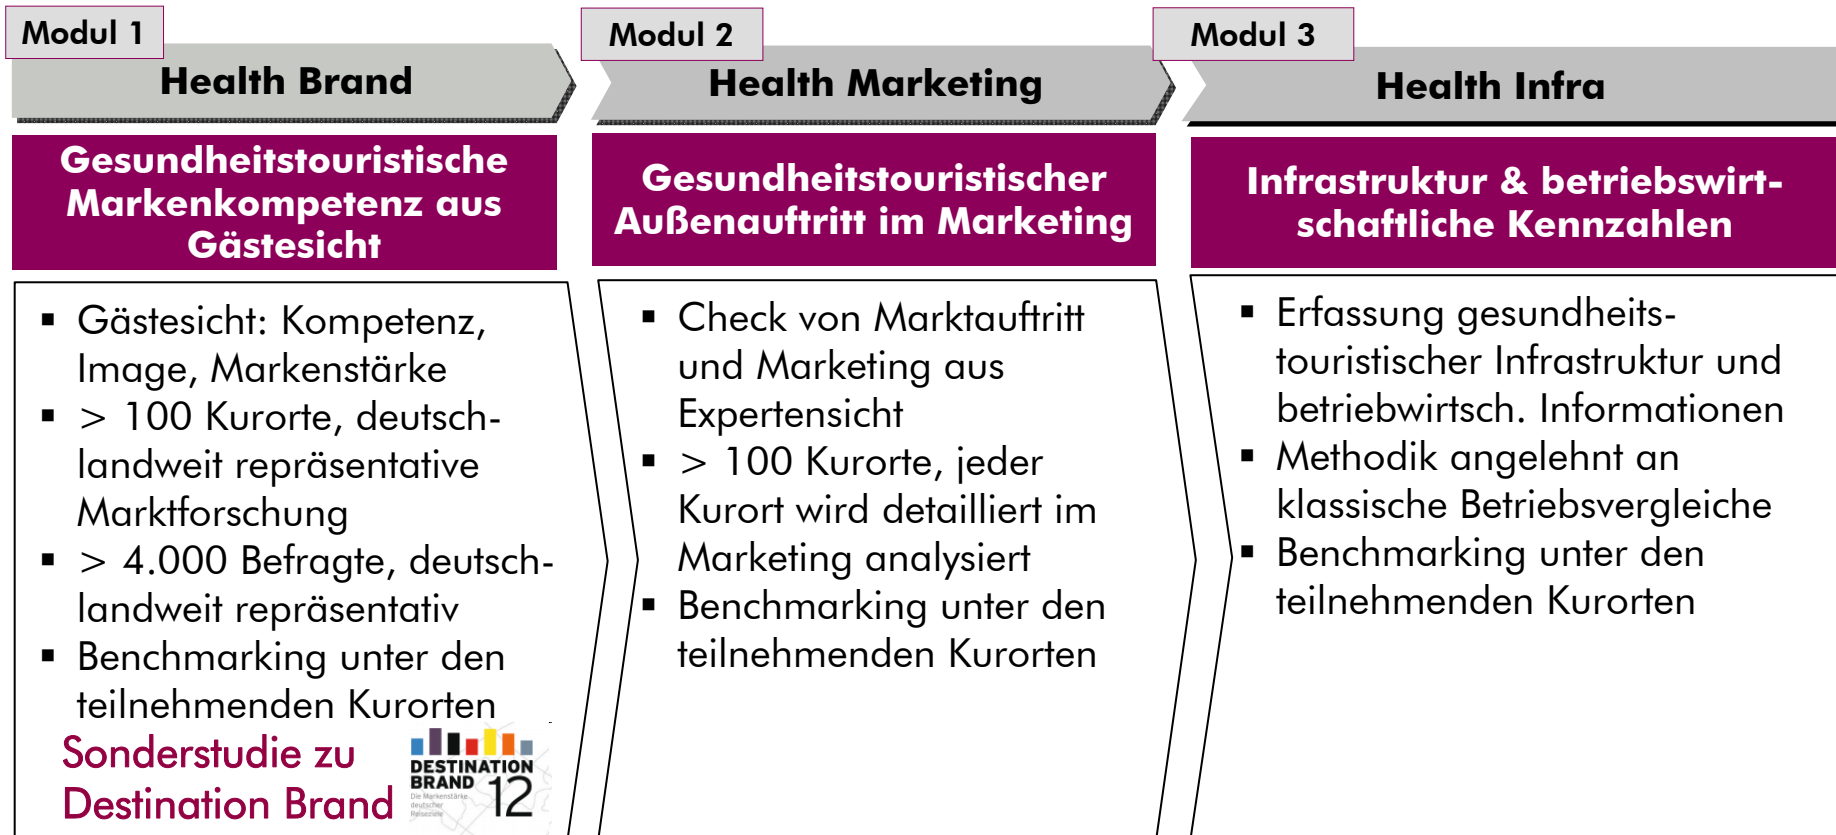 Modul 1
Health Brand
Gesundheitstouristische
Markenkompetenz aus
Gästesicht
▪ Gästesicht: Kompetenz,
Image, Markenstärke
▪ > 100 Kurorte, deutsch-
landweit repräsentative
Marktforschung
▪ > 4.000 Befragte, deutsch-
landweit repräsentativ
▪ Benchmarking unter den
teilnehmenden Kurorten
Sonderstudie zu
Destination Brand
DESTINATION
BRAND 12
Die Markenstärke
deutscher
Reiseziele
Modul 2
Health Marketing
Gesundheitstouristischer
Außenauftritt im Marketing
▪ Check von Marktauftritt
und Marketing aus
Expertensicht
▪ > 100 Kurorte, jeder
Kurort wird detailliert im
Marketing analysiert
▪ Benchmarking unter den
teilnehmenden Kurorten
Modul 3
Health Infra
Infrastruktur & betriebswirt-
schaftliche Kennzahlen
▪ Erfassung gesundheits-
touristischer Infrastruktur und
betriebwirtsch. Informationen
▪ Methodik angelehnt an
klassische Betriebsvergleiche
▪ Benchmarking unter den
teilnehmenden Kurorten